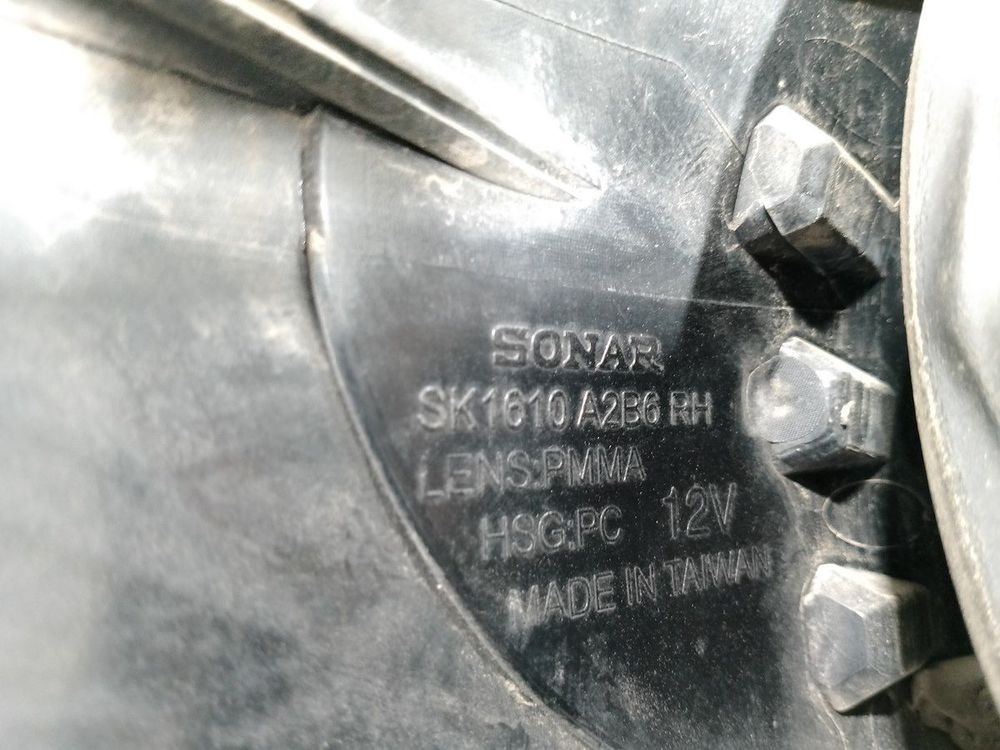 SONAR
SK1610 A2B6 RH
LENS:PMMA
HSG:PC 12V
MADE IN TAIWAN